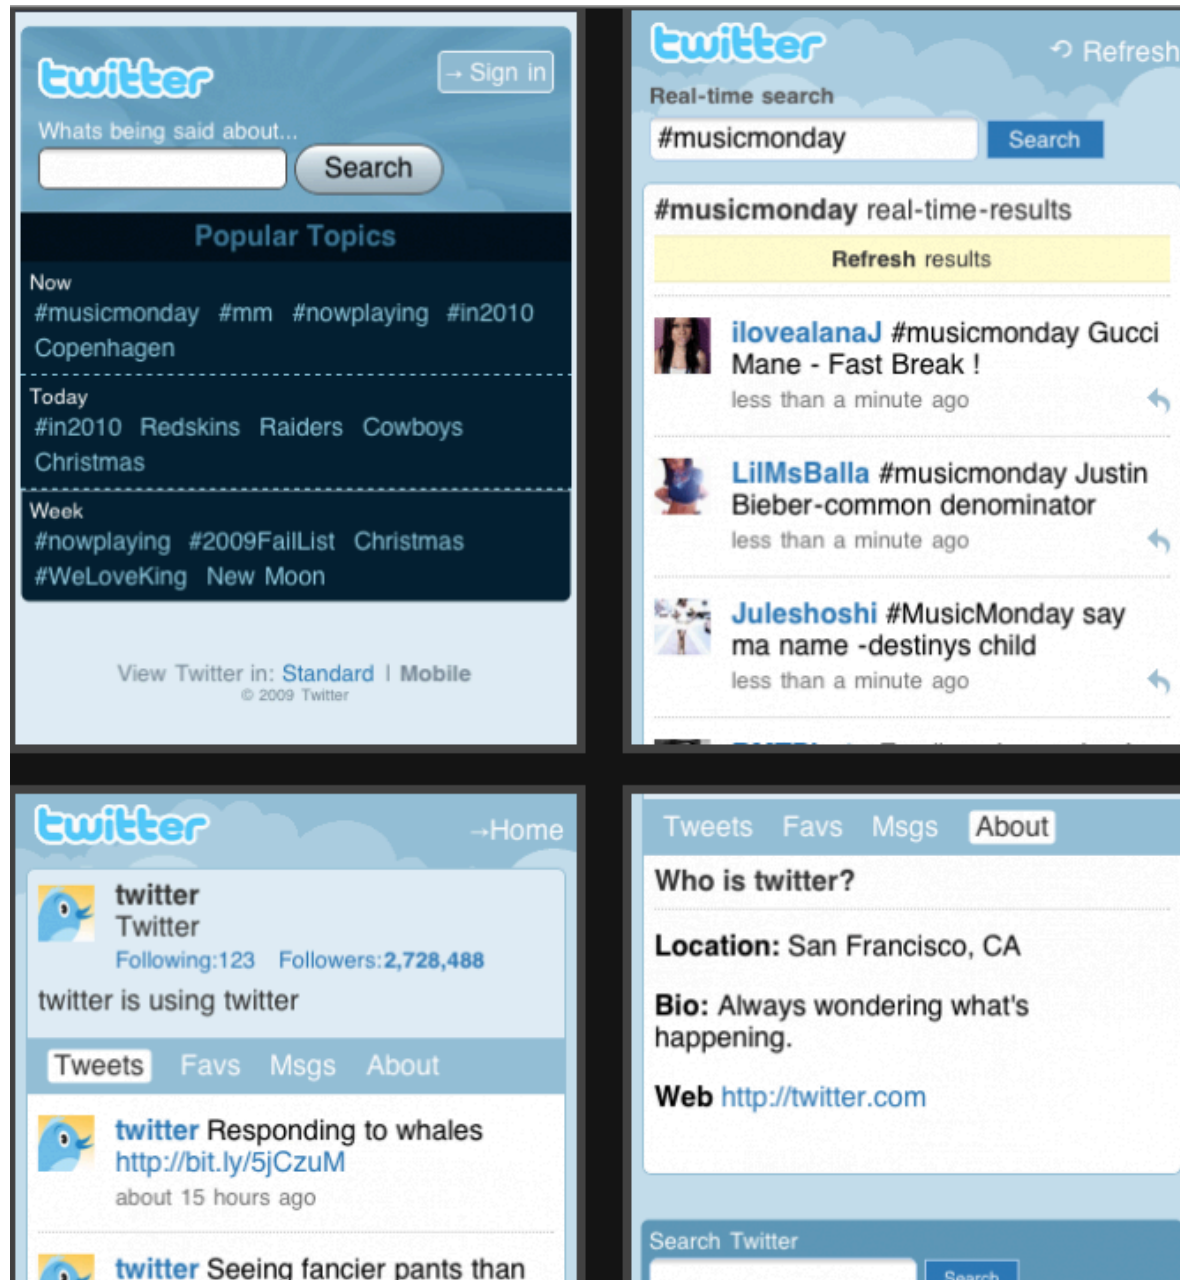 twitter
→ Sign in
Whats being said about...
Search
Popular Topics
Now
#musicmonday #mm #nowplaying #in2010
Copenhagen
Today
#in2010 Redskins Raiders Cowboys
Christmas
Week
#nowplaying #2009FailList Christmas
#WeLoveKing New Moon
View Twitter in: Standard | Mobile
© 2009 Twitter
twitter
Refresh
Real-time search
#musicmonday Search
#musicmonday real-time-results
Refresh results
ilovealanaJ #musicmonday Gucci
Mane - Fast Break !
less than a minute ago
LilMsBalla #musicmonday Justin
Bieber-common denominator
less than a minute ago
Juleshoshi #MusicMonday say
ma name -destinys child
less than a minute ago
twitter
→Home
twitter
Twitter
Following:123 Followers:2,728,488
twitter is using twitter
Tweets Favs Msgs About
twitter Responding to whales
http://bit.ly/5jCzuM
about 15 hours ago
twitter Seeing fancier pants than
Tweets Favs Msgs About
Who is twitter?
Location: San Francisco, CA
Bio: Always wondering what's
happening.
Web http://twitter.com
Search Twitter
Search